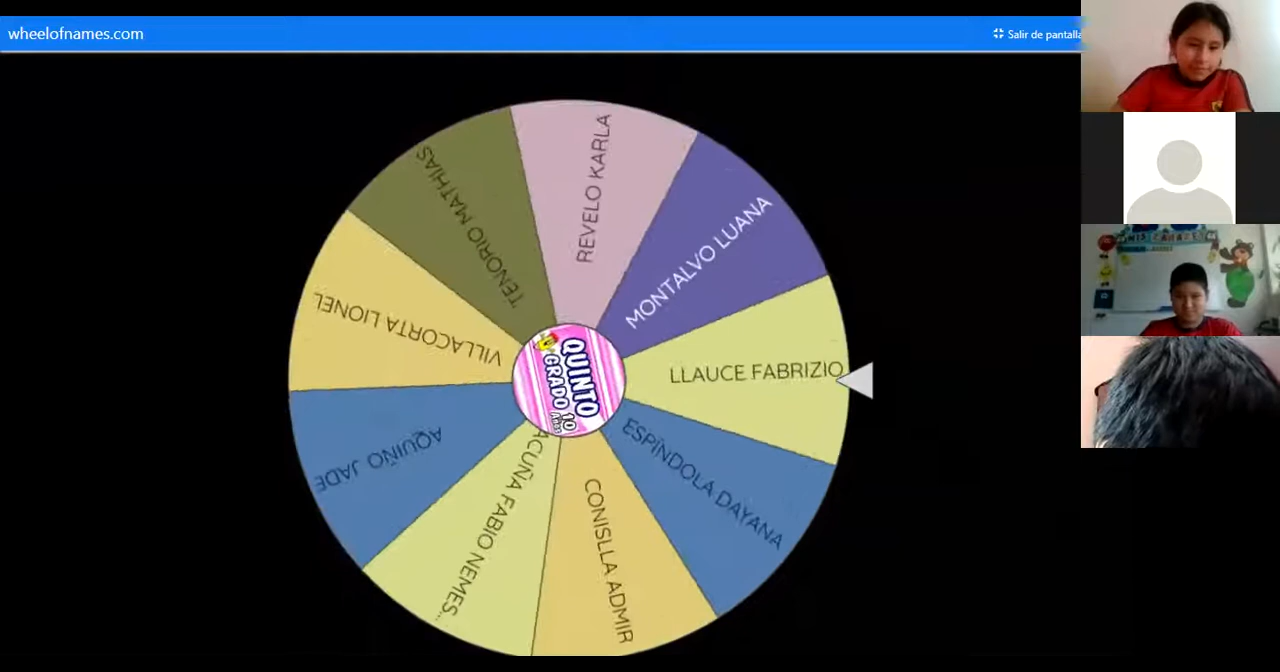 wheelofnames.com
Salir de pantalla
REVELO KARLA
MONTALVO LUANA
LLAUCE FABRIZIO
ESPÍNDOLA DAYANA
CONISLLA ADMIR
ACUÑA FABIO NEMES...
AQUIÑO JADE
VILLACORTA LIONEL
TENORIO MATHIAS
QUINTO
GRADO 10